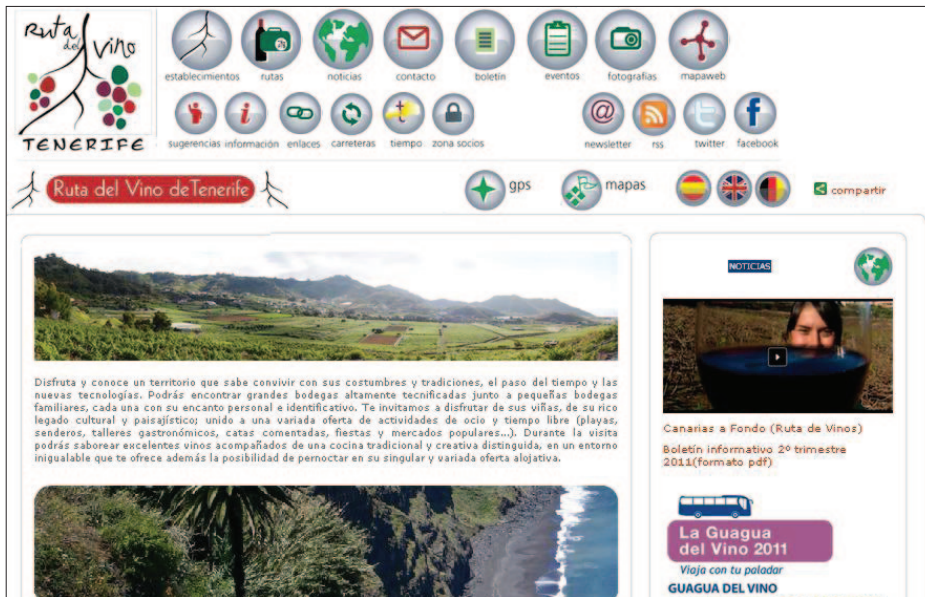 Ruta
del
Vino
TENERIFE
establecimientos rutas noticias contacto boletín eventos fotografías mapaweb
sugerencias información enlaces carreteras tiempo zona socios newsletter rss twitter facebook
Ruta del Vino deTenerife
gps mapas compartir
NOTICIAS
Disfruta y conoce un territorio que sabe convivir con sus costumbres y tradiciones, el paso del tiempo y las
nuevas tecnologías. Podrás encontrar grandes bodegas altamente tecnificadas junto a pequeñas bodegas
familiares, cada una con su encanto personal e identificativo. Te invitamos a disfrutar de sus viñas, de su rico
legado cultural y paisajístico; unido a una variada oferta de actividades de ocio y tiempo libre (playas,
senderos, talleres gastronómicos, catas comentadas, fiestas y mercados populares...). Durante la visita
podrás saborear excelentes vinos acompañados de una cocina tradicional y creativa distinguida, en un entorno
inigualable que te ofrece además la posibilidad de pernoctar en su singular y variada oferta alojativa.
Canarias a Fondo (Ruta de Vinos)
Boletín informativo 2º trimestre
2011(formato pdf)
La Guagua
del Vino 2011
Viaja con tu paladar
GUAGUA DEL VINO